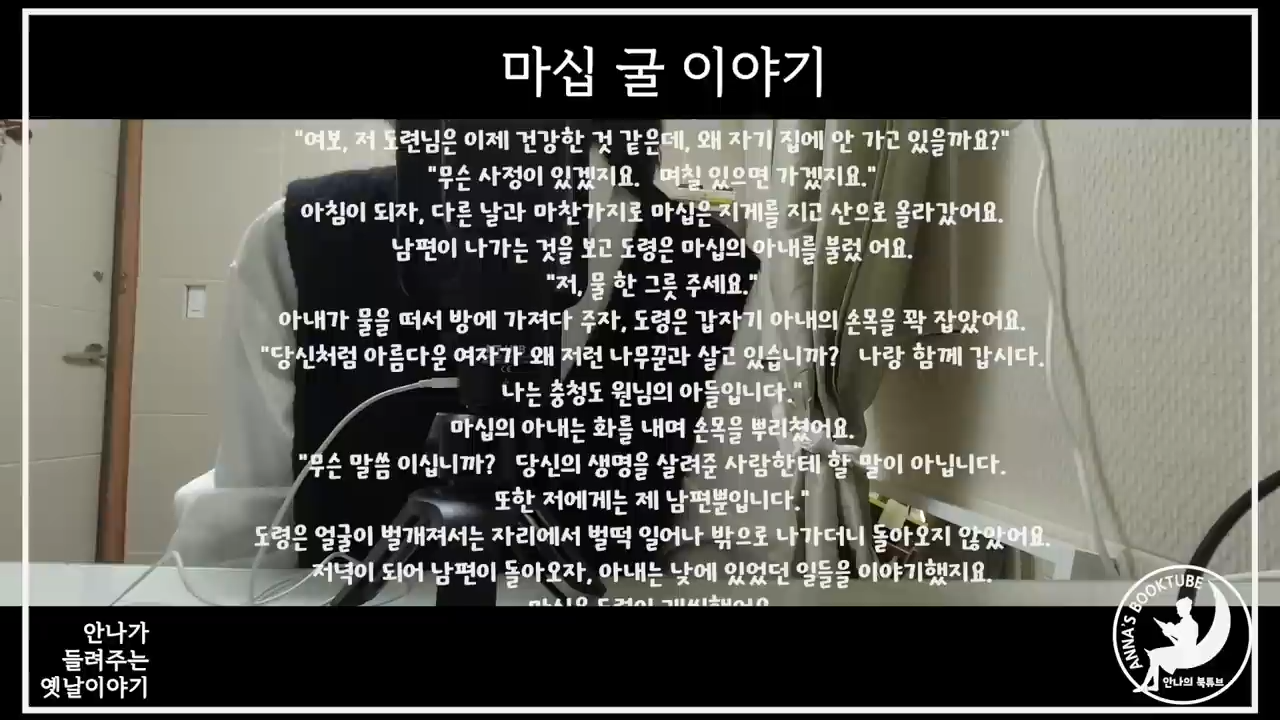 마십 굴 이야기
"여보, 저 도련님은 이제 건강한 것 같은데, 왜 자기 집에 안 가고 있을까요?"
"무슨 사정이 있겠지요. 며칠 있으면 가겠지요."
아침이 되자, 다른 날과 마찬가지로 마십은 지게를 지고 산으로 올라갔어요.
남편이 나가는 것을 보고 도령은 마십의 아내를 불렀 어요.
"저, 물 한 그릇 주세요."
아내가 물을 떠서 방에 가져다 주자, 도령은 갑자기 아내의 손목을 꽉 잡았어요.
"당신처럼 아름다운 여자가 왜 저런 나무꾼과 살고 있습니까? 나랑 함께 갑시다.
나는 충청도 원님의 아들입니다."
마십의 아내는 화를 내며 손목을 뿌리쳤어요.
"무슨 말씀 이십니까? 당신의 생명을 살려준 사람한테 할 말이 아닙니다.
또한 저에게는 제 남편뿐입니다."
도령은 얼굴이 벌개져서는 자리에서 벌떡 일어나 밖으로 나가더니 돌아오지 않았어요.
저녁이 되어 남편이 돌아오자, 아내는 낮에 있었던 일들을 이야기했지요.
안나가
들려주는
옛날이야기
ANNA'S BOOKTUBE
안나의 북튜브